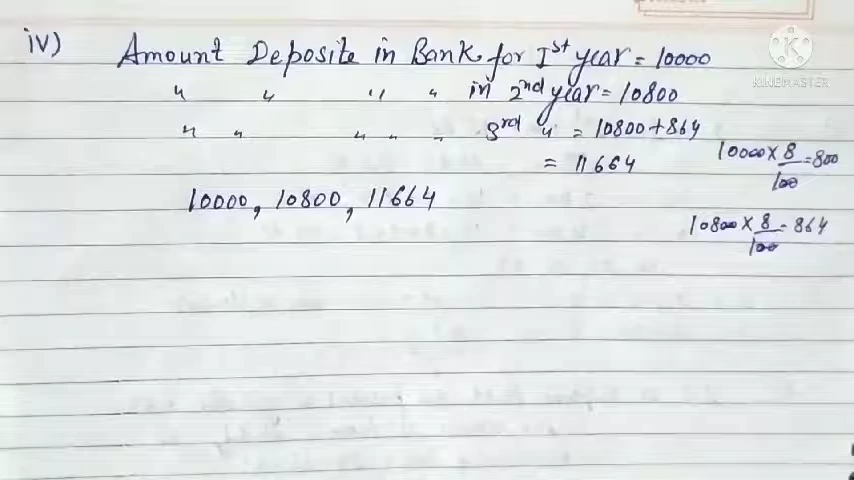 iv) Amount Deposite in Bank for Ist year = 10000
" " " " in 2nd year = 10800
" " " " " 3rd " = 10800+864
= 11664
10000 × 8/100 = 800
10000, 10800, 11664
10800 × 8/100 = 864
KINEMASTER